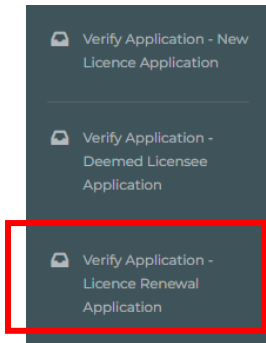 Verify Application - New
Licence Application
Verify Application -
Deemed Licensee
Application
Verify Application -
Licence Renewal
Application